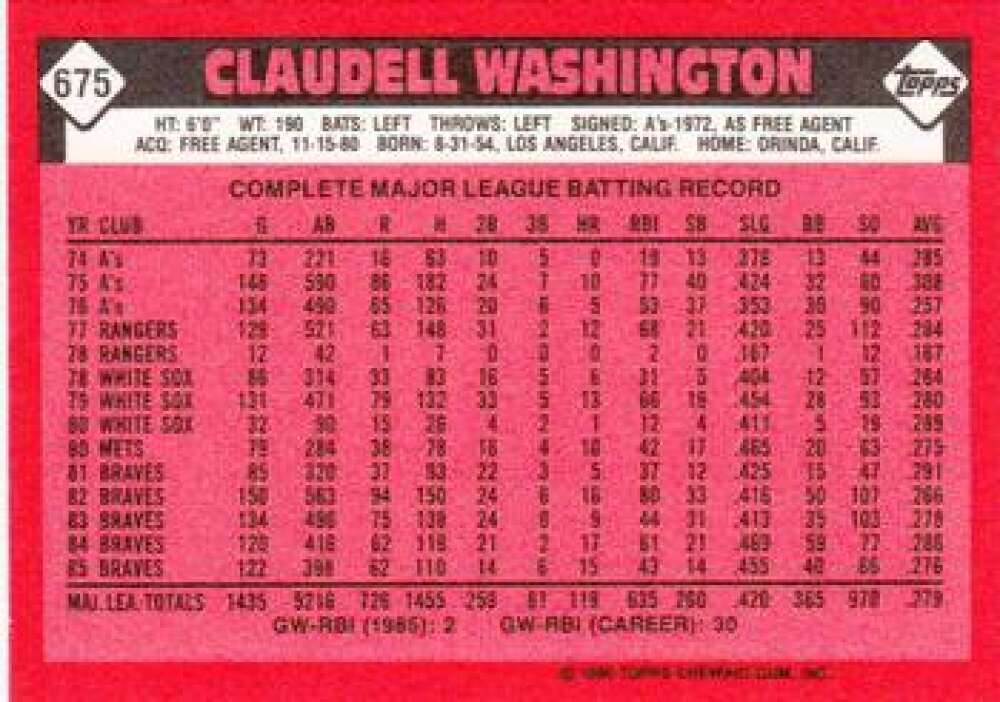 675 CLAUDELL WASHINGTON TOPPS
HT: 6'0" WT: 190 BATS: LEFT THROWS: LEFT SIGNED: A's-1972, AS FREE AGENT
ACQ: FREE AGENT, 11-15-80 BORN: 8-31-54, LOS ANGELES, CALIF. HOME: ORINDA, CALIF.
COMPLETE MAJOR LEAGUE BATTING RECORD
YR CLUB G AB R H 2B 3B HR RBI SB SLG BB SO AVG
74 A's 73 221 16 63 10 5 0 19 13 .376 13 44 .285
75 A's 148 590 86 182 24 7 10 77 40 .424 32 80 .308
76 A's 134 490 65 126 20 6 5 53 37 .353 30 90 .257
77 RANGERS 129 521 63 148 31 2 12 68 21 .420 25 112 .284
78 RANGERS 12 42 1 7 0 0 0 2 0 .167 1 12 .167
78 WHITE SOX 86 314 33 83 16 5 6 31 5 .404 12 57 .264
79 WHITE SOX 131 471 79 132 33 5 13 66 19 .454 28 93 .280
80 WHITE SOX 32 90 15 26 4 2 1 12 4 .411 5 19 .289
80 METS 79 284 38 78 16 4 10 42 17 .465 20 63 .275
81 BRAVES 85 320 37 93 22 3 5 37 12 .425 15 47 .291
82 BRAVES 150 563 94 150 24 6 16 80 33 .416 50 107 .266
83 BRAVES 134 496 75 138 24 8 9 44 31 .413 35 103 .278
84 BRAVES 120 416 62 119 21 2 17 61 21 .469 59 77 .286
85 BRAVES 122 398 62 110 14 6 15 43 14 .455 40 66 .276
MAJ. LEA. TOTALS 1435 5216 726 1455 259 61 119 635 260 .420 365 970 .279
GW-RBI (1985): 2 GW-RBI (CAREER): 30
© 1986 TOPPS CHEWING GUM, INC.